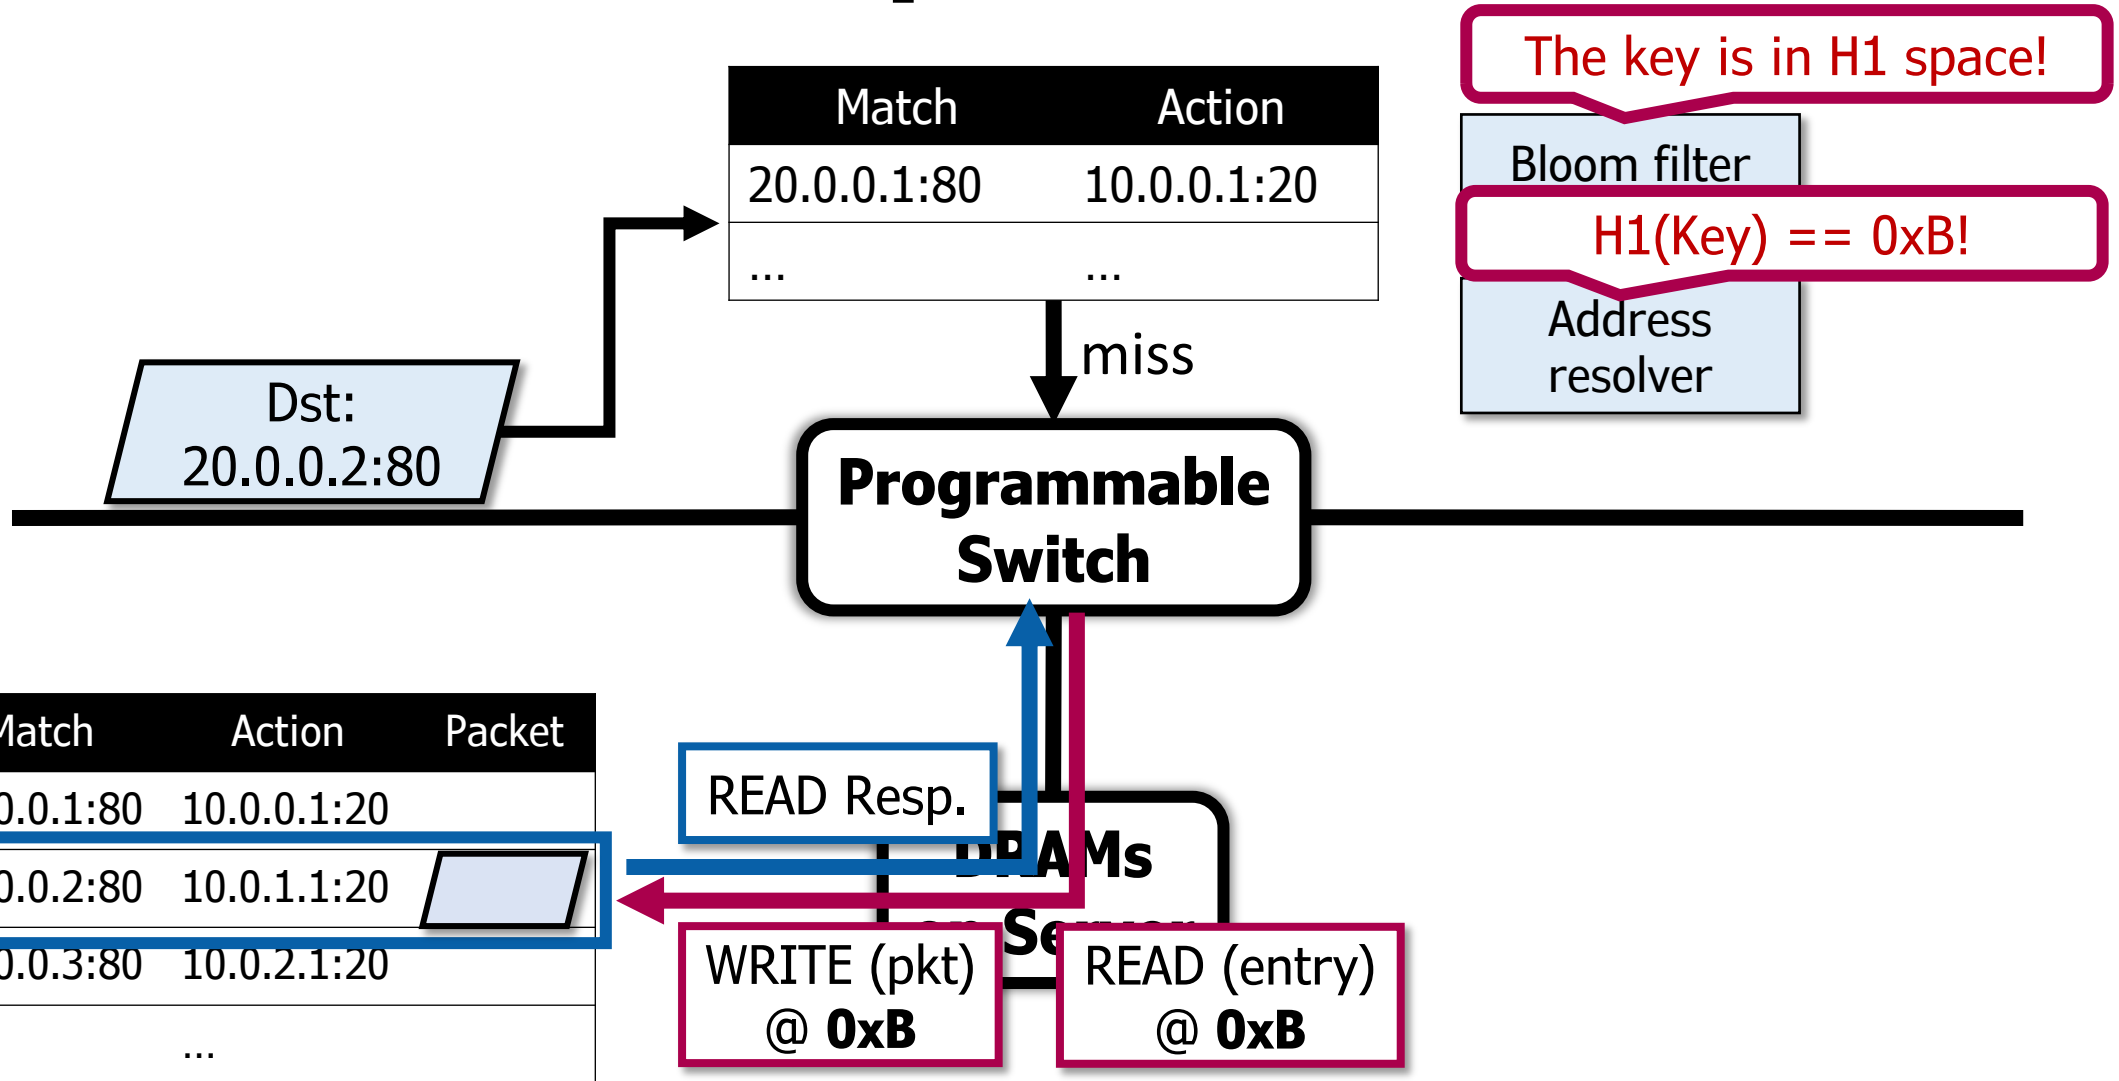 The key is in H1 space!
Match Action
20.0.0.1:80 10.0.0.1:20
... ...
Bloom filter
H1(Key) == 0xB!
Address
resolver
miss
Dst:
20.0.0.2:80
Programmable
Switch
Match Action Packet
0.0.1:80 10.0.0.1:20
0.0.2:80 10.0.1.1:20
0.0.3:80 10.0.2.1:20
...
READ Resp.
DRAMs
on Server
WRITE (pkt)
@ 0xB
READ (entry)
@ 0xB